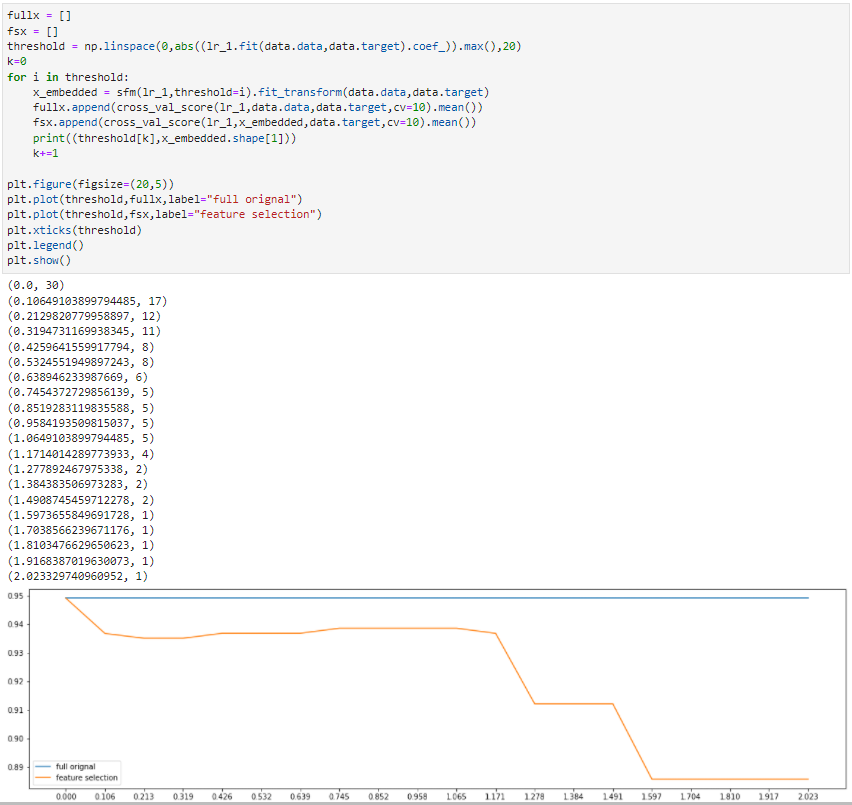 fullx = []
fsx = []
threshold = np.linspace(0,abs((lr_1.fit(data.data,data.target).coef_)).max(),20)
k=0
for i in threshold:
    x_embedded = sfm(lr_1,threshold=i).fit_transform(data.data,data.target)
    fullx.append(cross_val_score(lr_1,data.data,data.target,cv=10).mean())
    fsx.append(cross_val_score(lr_1,x_embedded,data.target,cv=10).mean())
    print((threshold[k],x_embedded.shape[1]))
    k+=1
plt.figure(figsize=(20,5))
plt.plot(threshold,fullx,label="full orignal")
plt.plot(threshold,fsx,label="feature selection")
plt.xticks(threshold)
plt.legend()
plt.show()
(0.0, 30)
(0.10649103899794485, 17)
(0.2129820779958897, 12)
(0.3194731169938345, 11)
(0.4259641559917794, 8)
(0.5324551949897243, 8)
(0.638946233987669, 6)
(0.7454372729856139, 5)
(0.8519283119835588, 5)
(0.9584193509815037, 5)
(1.0649103899794485, 5)
(1.1714014289773933, 4)
(1.277892467975338, 2)
(1.384383506973283, 2)
(1.4908745459712278, 2)
(1.5973655849691728, 1)
(1.7038566239671176, 1)
(1.8103476629650623, 1)
(1.9168387019630073, 1)
(2.023329740960952, 1)
0.95
0.94
0.93
0.92
0.91
0.90
0.89
full orignal
feature selection
0.000 0.106 0.213 0.319 0.426 0.532 0.639 0.745 0.852 0.958 1.065 1.171 1.278 1.384 1.491 1.597 1.704 1.810 1.917 2.023